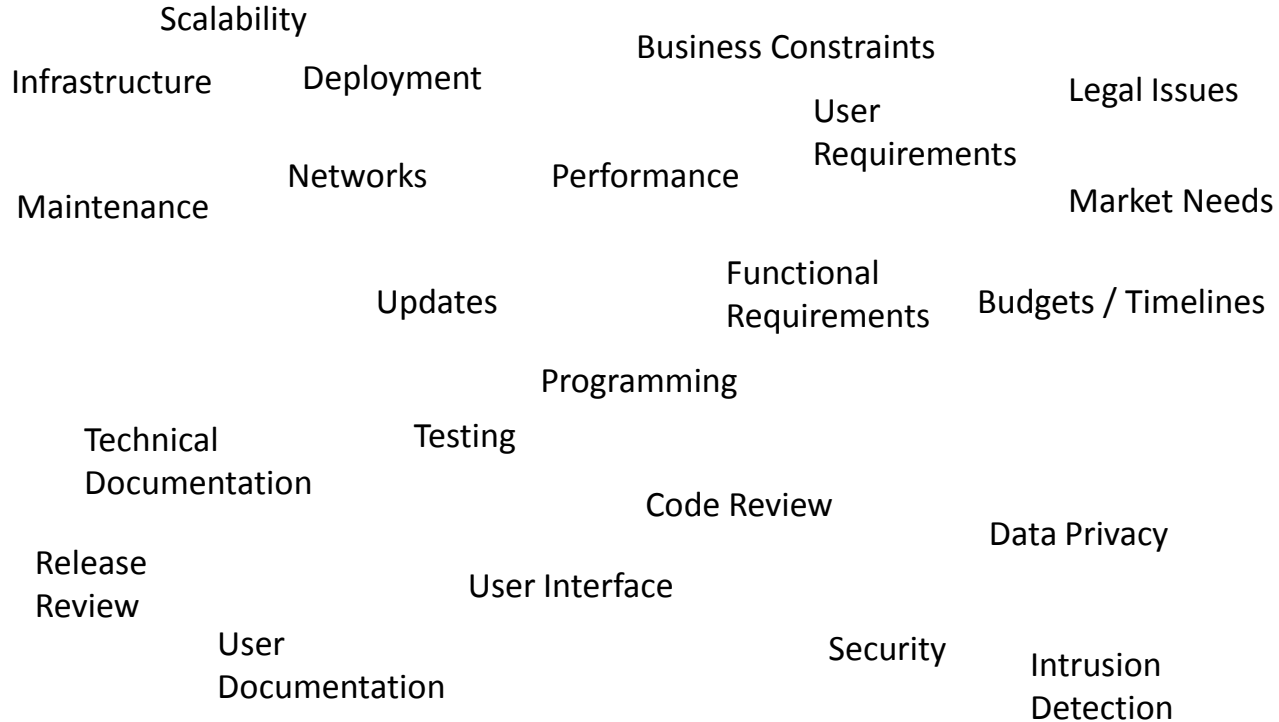 Scalability
Business Constraints
Infrastructure
Deployment
Legal Issues
User
Requirements
Networks
Performance
Maintenance
Market Needs
Functional
Requirements
Updates
Budgets / Timelines
Programming
Technical
Documentation
Testing
Code Review
Data Privacy
Release
Review
User Interface
User
Documentation
Security
Intrusion
Detection